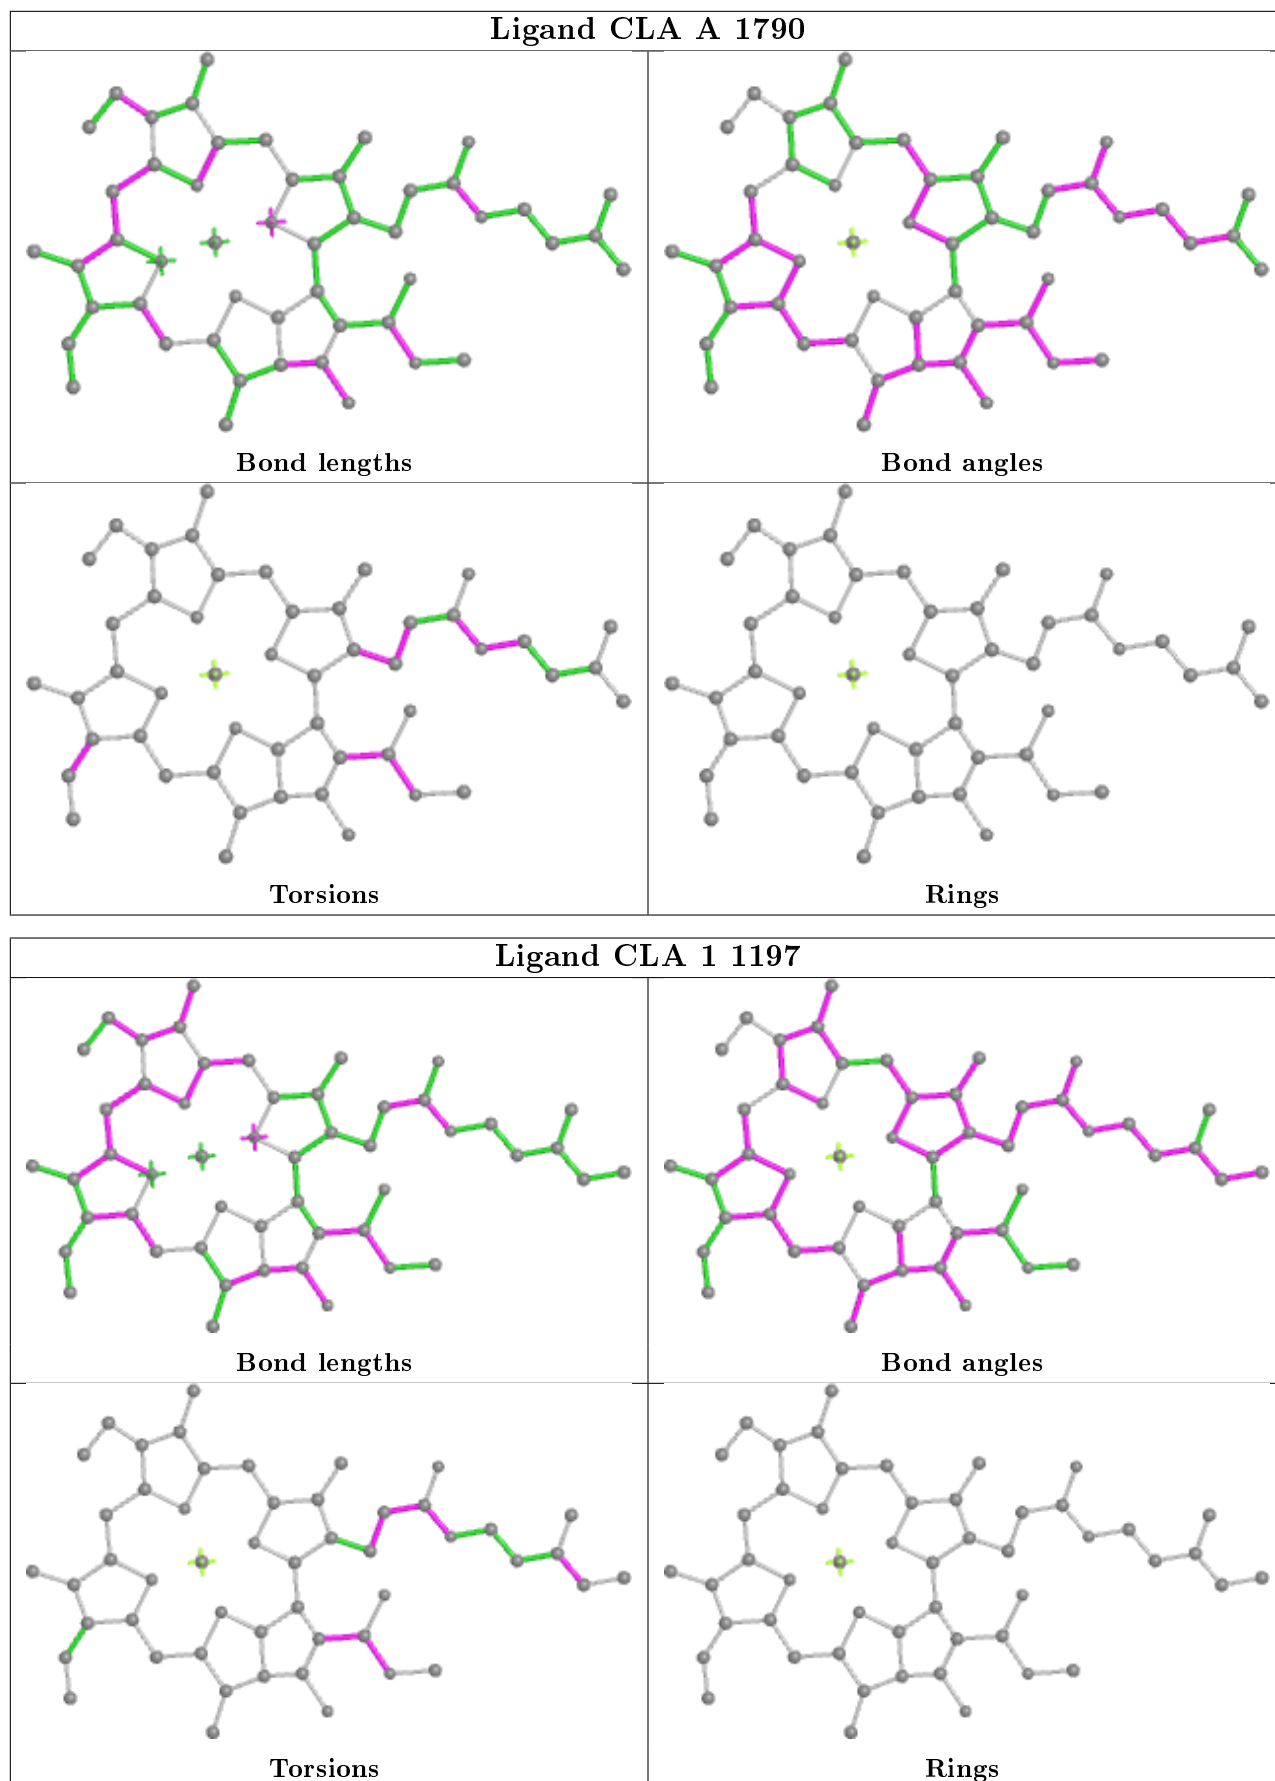 Ligand CLA A 1790
Bond lengths
Bond angles
Torsions
Rings
Ligand CLA 1 1197
Bond lengths
Bond angles
Torsions
Rings